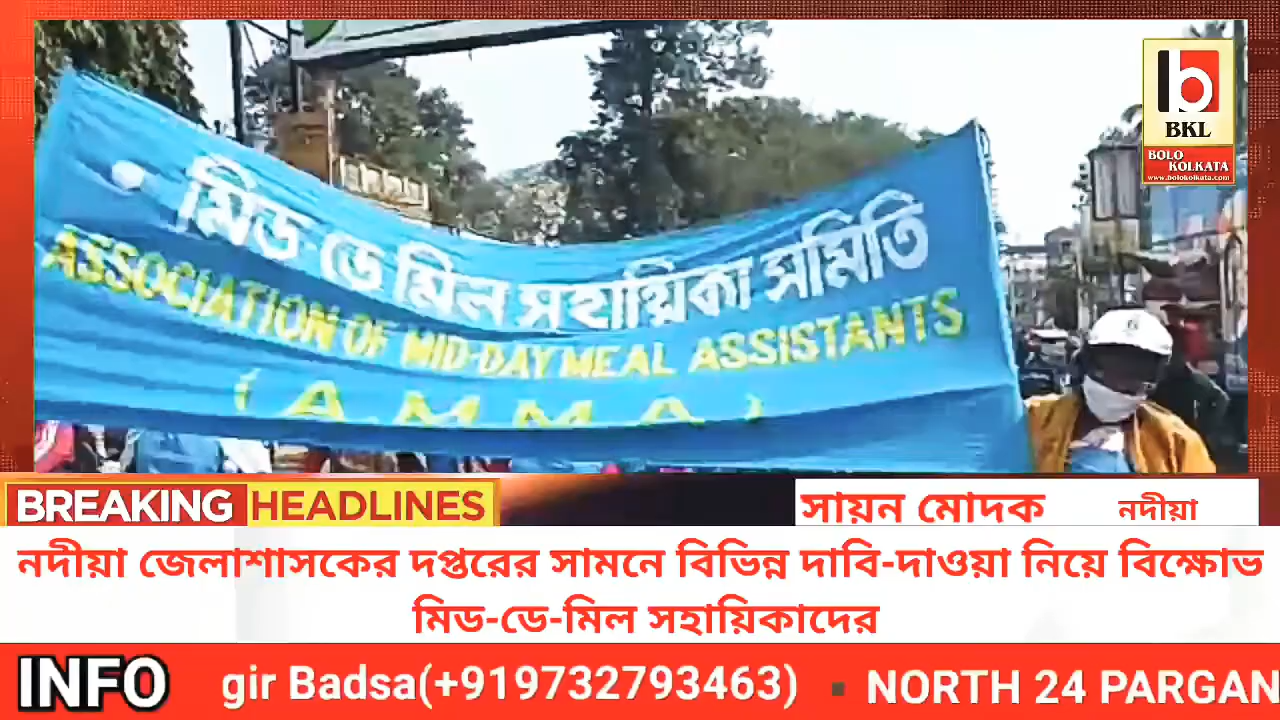 b
BKL
BOLO
KOLKATA
www.bolokolkata.com
মিড-ডে মিল সহায়িকা সমিতি
ASSOCIATION OF MID-DAY MEAL ASSISTANTS
(A.M.M.A)
BREAKING HEADLINES
সায়ন মোদক নদীয়া
নদীয়া জেলাশাসকের দপ্তরের সামনে বিভিন্ন দাবি-দাওয়া নিয়ে বিক্ষোভ
মিড-ডে-মিল সহায়িকাদের
INFO gir Badsa(+919732793463) ▪ NORTH 24 PARGAN